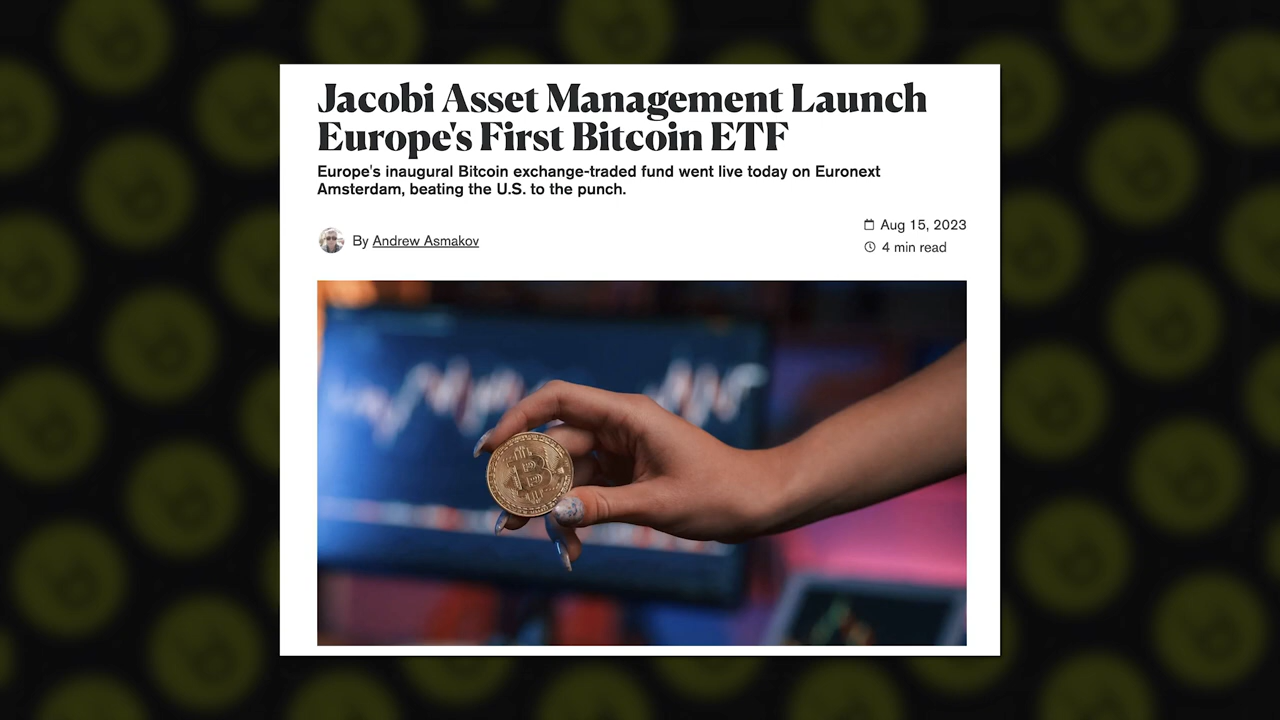 Jacobi Asset Management Launch
Europe's First Bitcoin ETF
Europe's inaugural Bitcoin exchange-traded fund went live today on Euronext
Amsterdam, beating the U.S. to the punch.
By Andrew Asmakov
Aug 15, 2023
4 min read